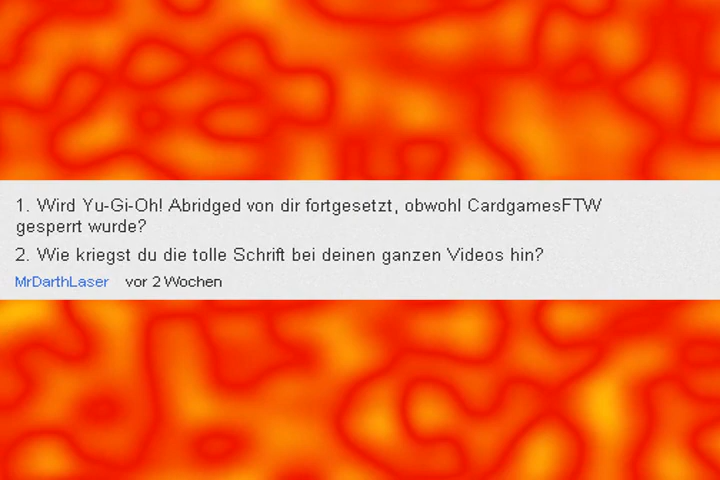 1. Wird Yu-Gi-Oh! Abridged von dir fortgesetzt, obwohl CardgamesFTW
gesperrt wurde?
2. Wie kriegst du die tolle Schrift bei deinen ganzen Videos hin?
MrDarthLaser vor 2 Wochen